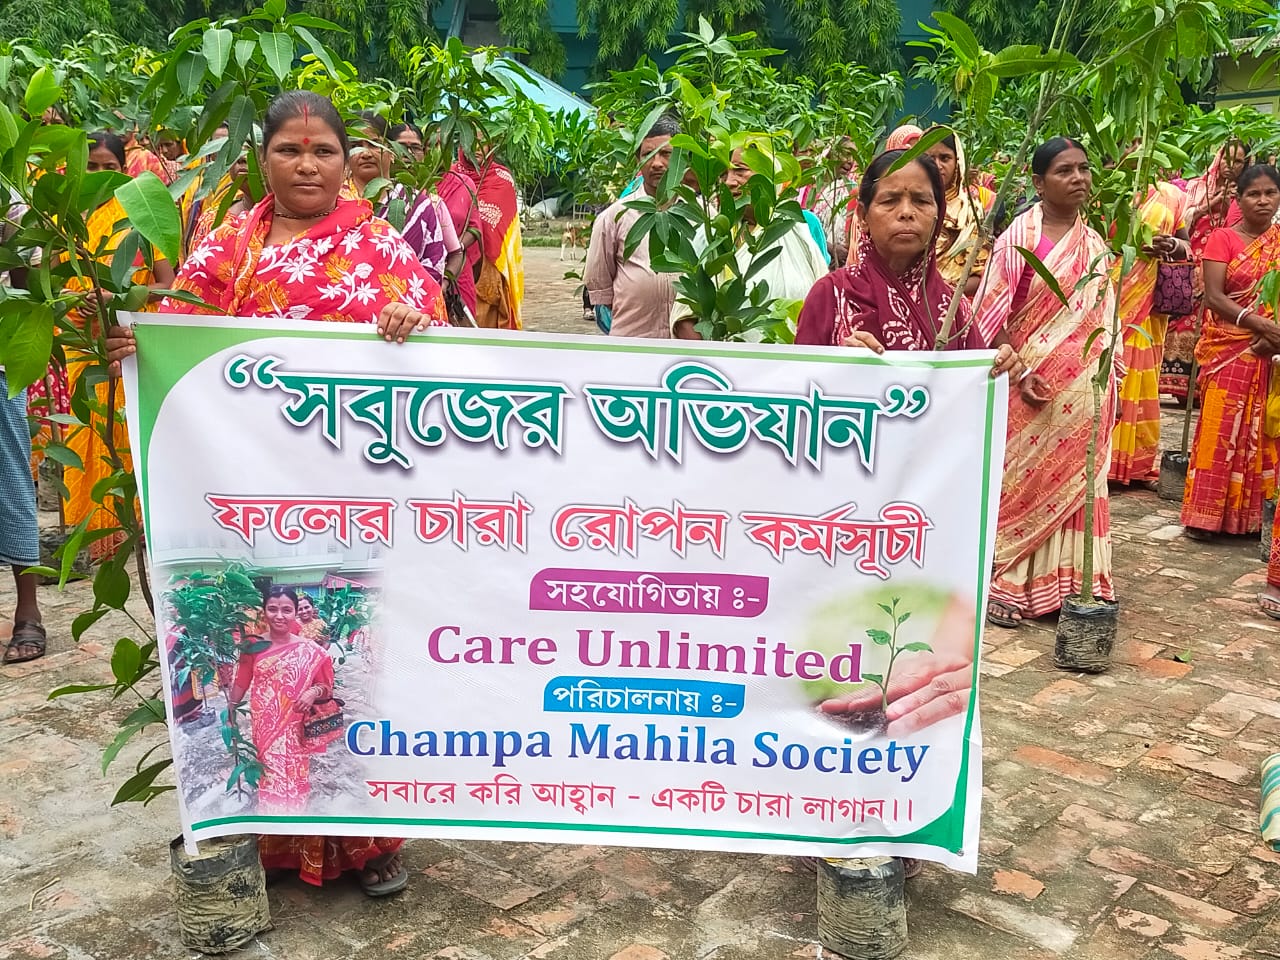 “সবুজের অভিযান”
ফলের চারা রোপন কর্মসূচী
সহযোগিতায় ঃ-
Care Unlimited
পরিচালনায় ঃ-
Champa Mahila Society
সবারে করি আহ্বান - একটি চারা লাগান।।